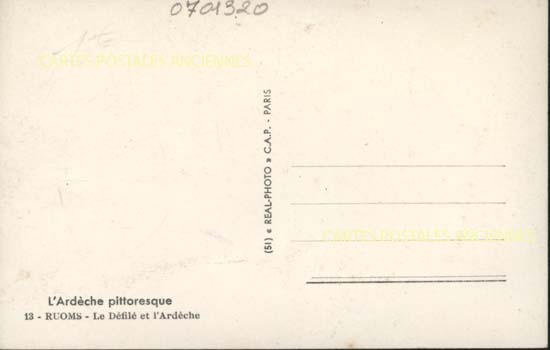 0701320
1€
CARTES POSTALES ANCIENNES
(51) « REAL-PHOTO » C.A.P. - PARIS
CARTES POSTALES ANCIENNES
L'Ardèche pittoresque
13 - RUOMS - Le Défilé et l'Ardèche